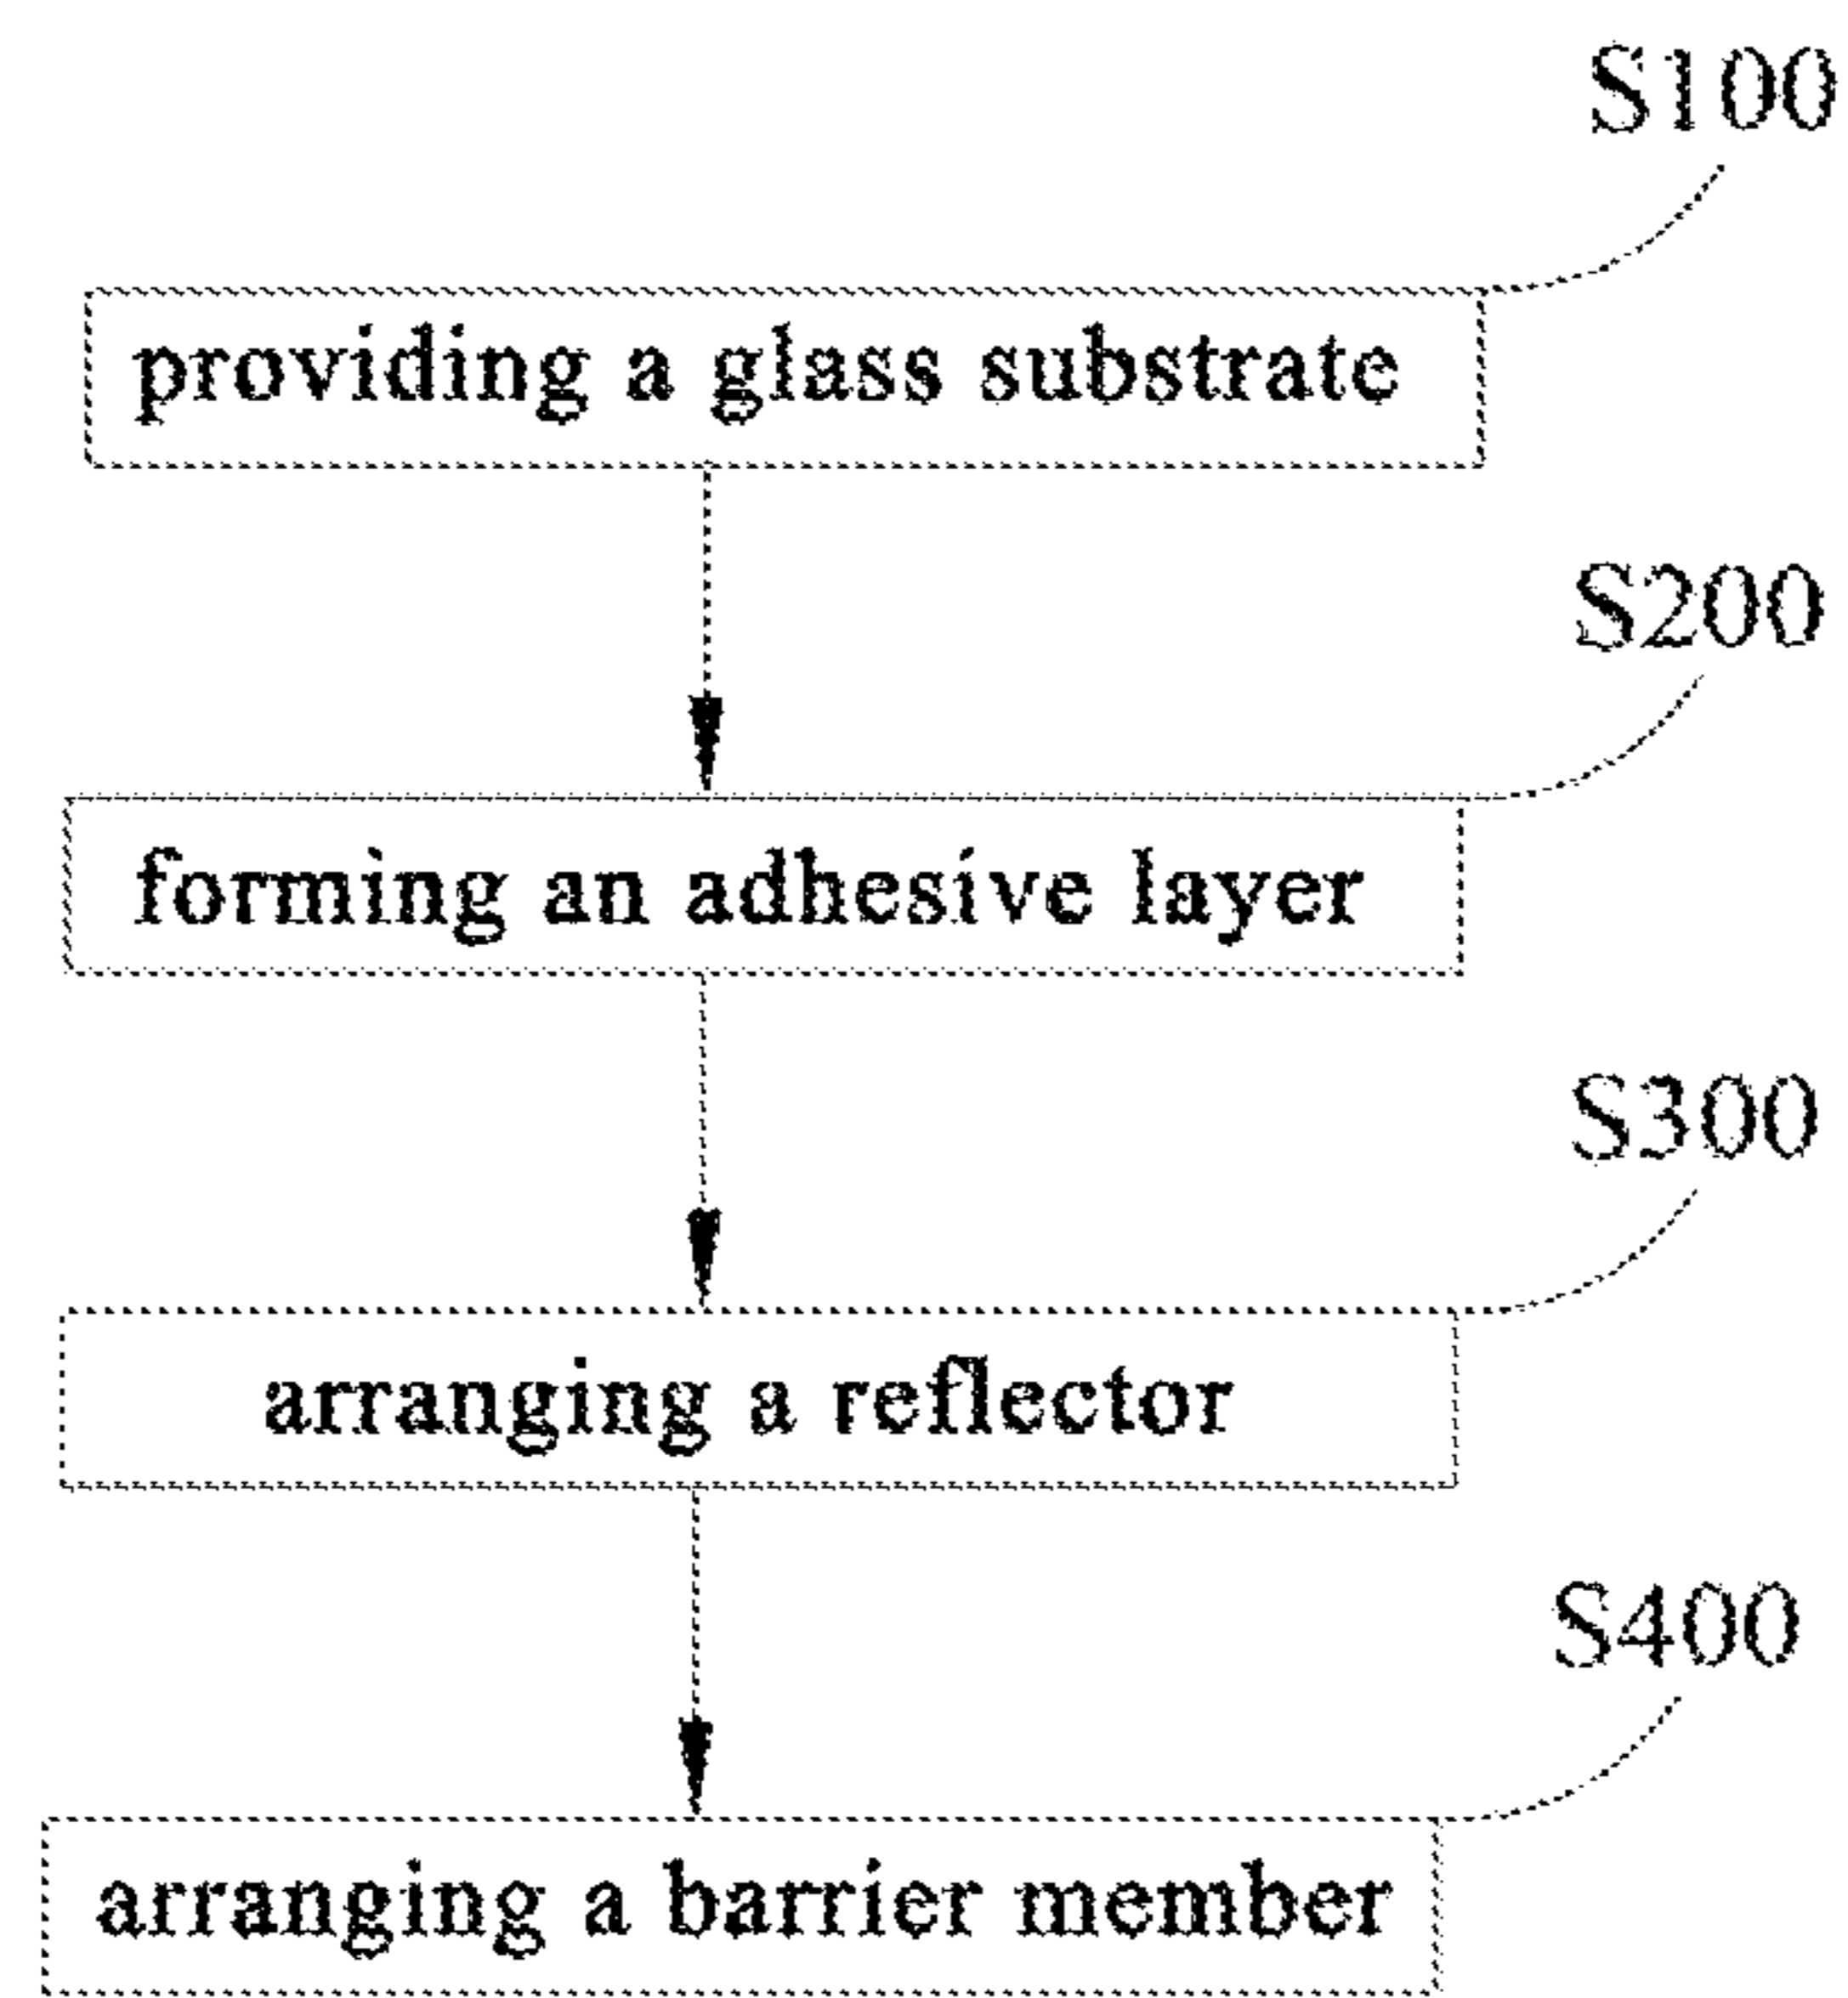 S100
providing a glass substrate
S200
forming an adhesive layer
S300
arranging a reflector
S400
arranging a barrier member